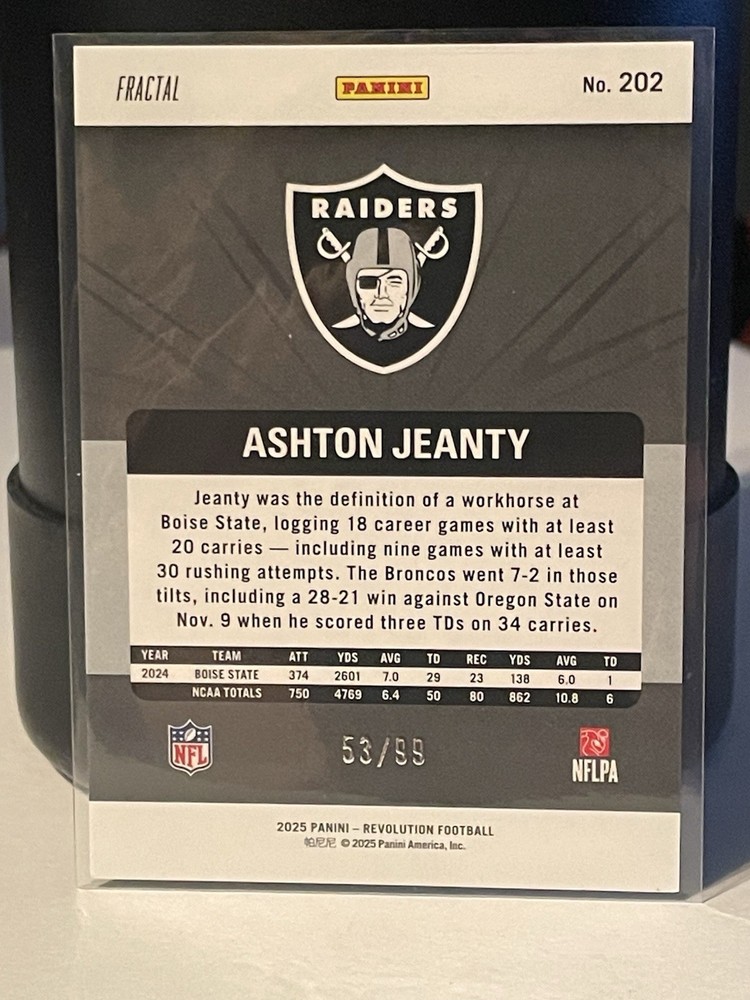 FRACTAL PANINI No. 202
RAIDERS
ASHTON JEANTY
Jeanty was the definition of a workhorse at
Boise State, logging 18 career games with at least
20 carries — including nine games with at least
30 rushing attempts. The Broncos went 7-2 in those
tilts, including a 28-21 win against Oregon State on
Nov. 9 when he scored three TDs on 34 carries.
YEAR TEAM ATT YDS AVG TD REC YDS AVG TD
2024 BOISE STATE 374 2601 7.0 29 23 138 6.0 1
NCAA TOTALS 750 4769 6.4 50 80 862 10.8 6
NFL 53/99 NFLPA
2025 PANINI – REVOLUTION FOOTBALL
帕尼尼 © 2025 Panini America, Inc.